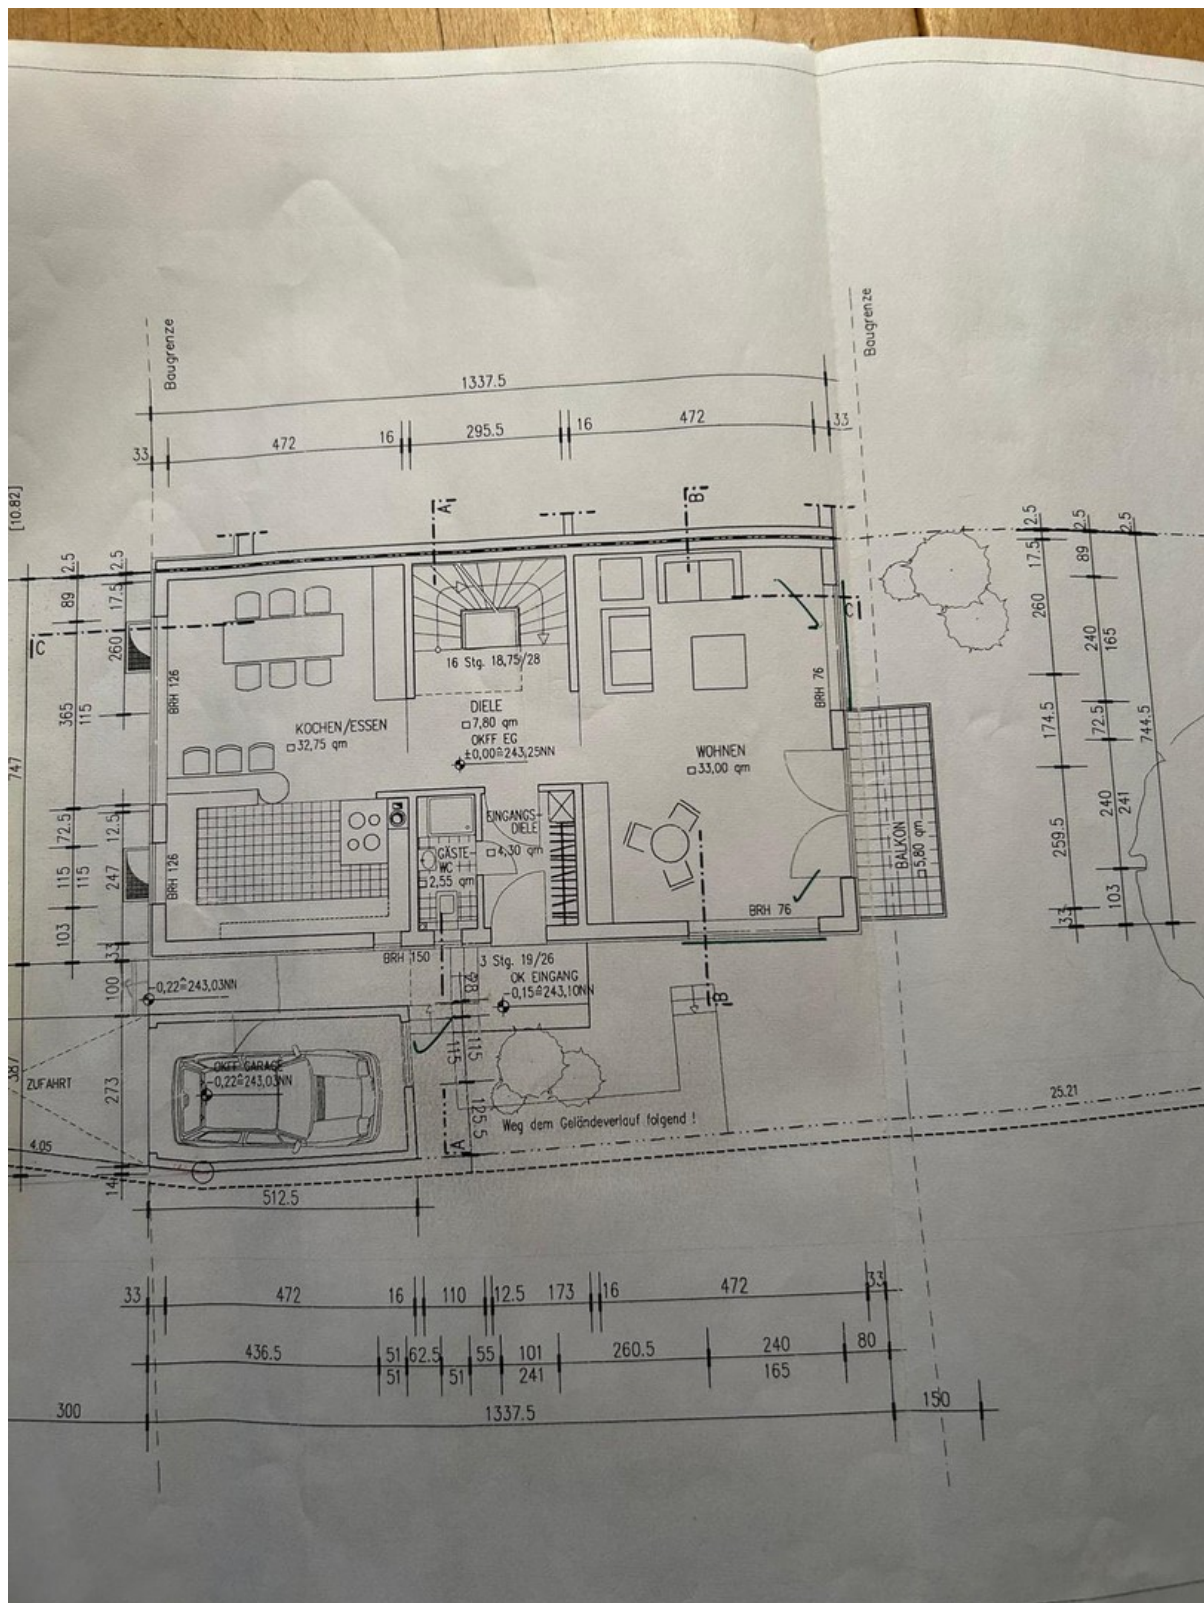 Baugrenze
Baugrenze
1337.5
33
472
16
295.5
16
472
33
[10.82]
A
B
2.5
89
365
115
72.5
115
115
103
747
2.5
17.5
260
12.5
247
33
100
273
14
387
C
C
BRH 126
BRH 126
16 Stg. 18,75/28
DIELE
7,80 qm
OKFF EG
±0,00≙243,25NN
KOCHEN/ESSEN
32,75 qm
WOHNEN
33,00 qm
BRH 76
EINGANGS-
DIELE
4,30 qm
GÄSTE-
WC
2,55 qm
BALKON
5,80 qm
BRH 76
BRH 150
2.5
17.5
260
174.5
259.5
33
2.5
89
240
165
72.5
240
241
103
2.5
744.5
3 Stg. 19/26
OK EINGANG
-0,15≙243,10NN
-0,22≙243,03NN
B
OKFF GARAGE
-0,22≙243,03NN
ZUFAHRT
4.05
115
115
125.5
A
Weg dem Geländeverlauf folgend !
25.21
512.5
33
472
16
110
12.5
173
16
472
33
436.5
51
62.5
55
101
260.5
240
80
51
51
241
165
300
1337.5
150